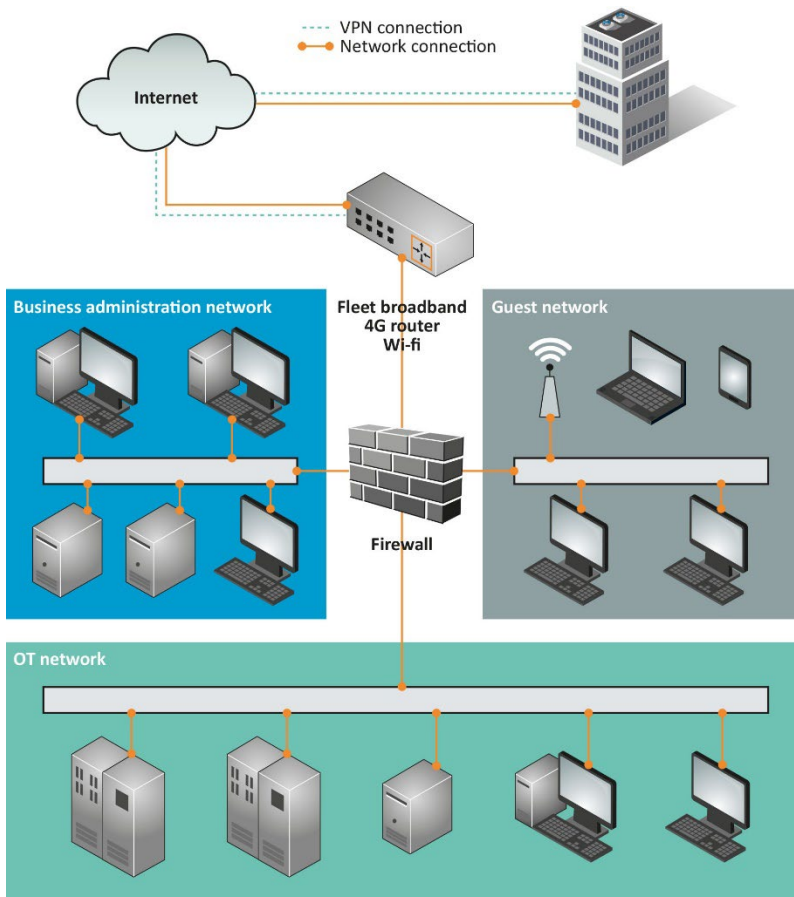 VPN connection
Network connection
Internet
Business administration network
Fleet broadband
4G router
Wi-fi
Guest network
Firewall
OT network